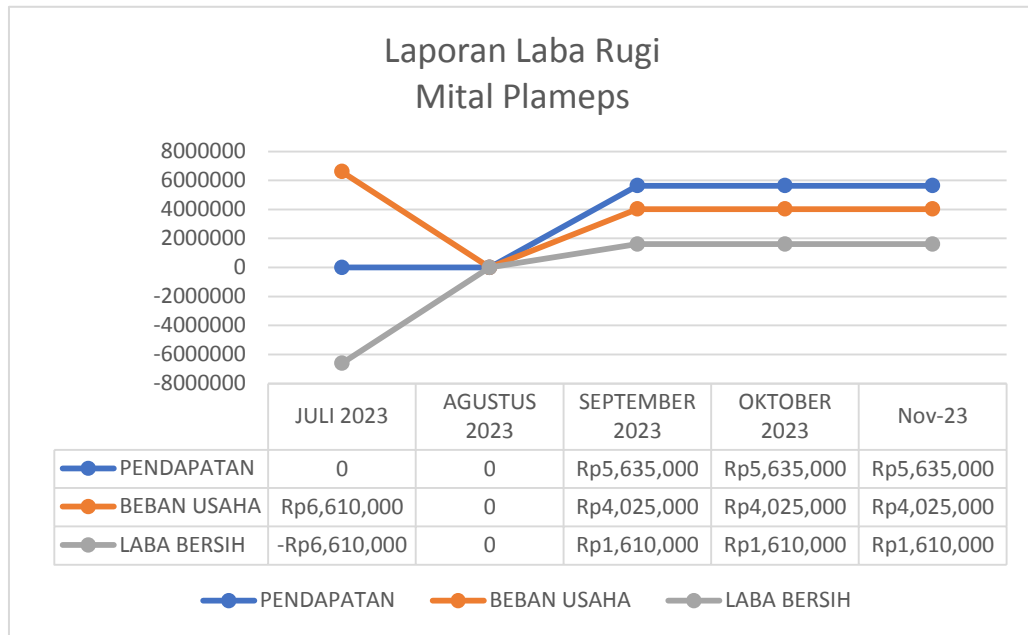 Laporan Laba Rugi
Mital Plameps
8000000
6000000
4000000
2000000
0
-2000000
-4000000
-6000000
-8000000
JULI 2023
AGUSTUS
2023
SEPTEMBER
2023
OKTOBER
2023
Nov-23
PENDAPATAN 0 0 Rp5,635,000 Rp5,635,000 Rp5,635,000
BEBAN USAHA Rp6,610,000 0 Rp4,025,000 Rp4,025,000 Rp4,025,000
LABA BERSIH -Rp6,610,000 0 Rp1,610,000 Rp1,610,000 Rp1,610,000
PENDAPATAN BEBAN USAHA LABA BERSIH